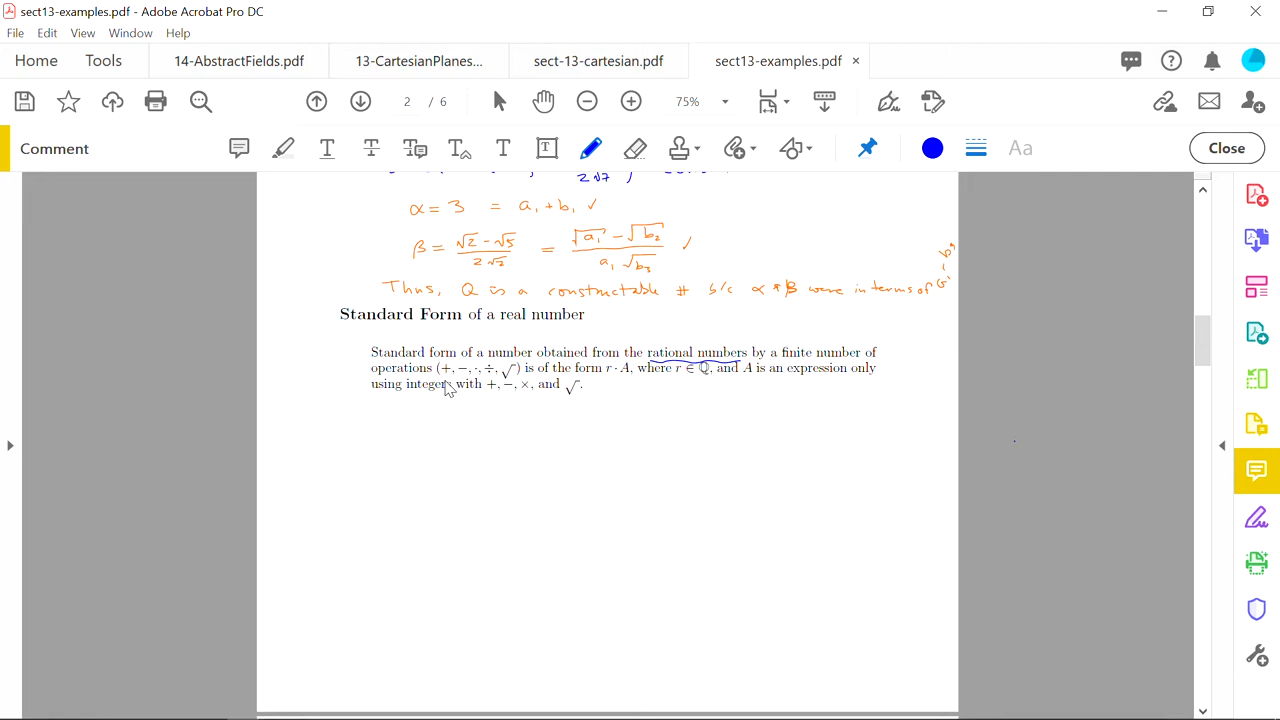 sect13-examples.pdf - Adobe Acrobat Pro DC
File Edit View Window Help
Home Tools 14-AbstractFields.pdf 13-CartesianPlanes... sect-13-cartesian.pdf sect13-examples.pdf ×
2 / 6 75%
Comment Aa Close
2√7
α = 3 = a₁ + b₁ ✓
β = (√2 - √5)/(2√2) = (√a₁ - √b₂)/(a₁√b₃) ✓
Thus, Q is a constructable # b/c α + β were in terms of
Standard Form of a real number
Standard form of a number obtained from the rational numbers by a finite number of
operations (+, −, ·, ÷, √) is of the form r · A, where r ∈ ℚ, and A is an expression only
using integers with +, −, ×, and √.